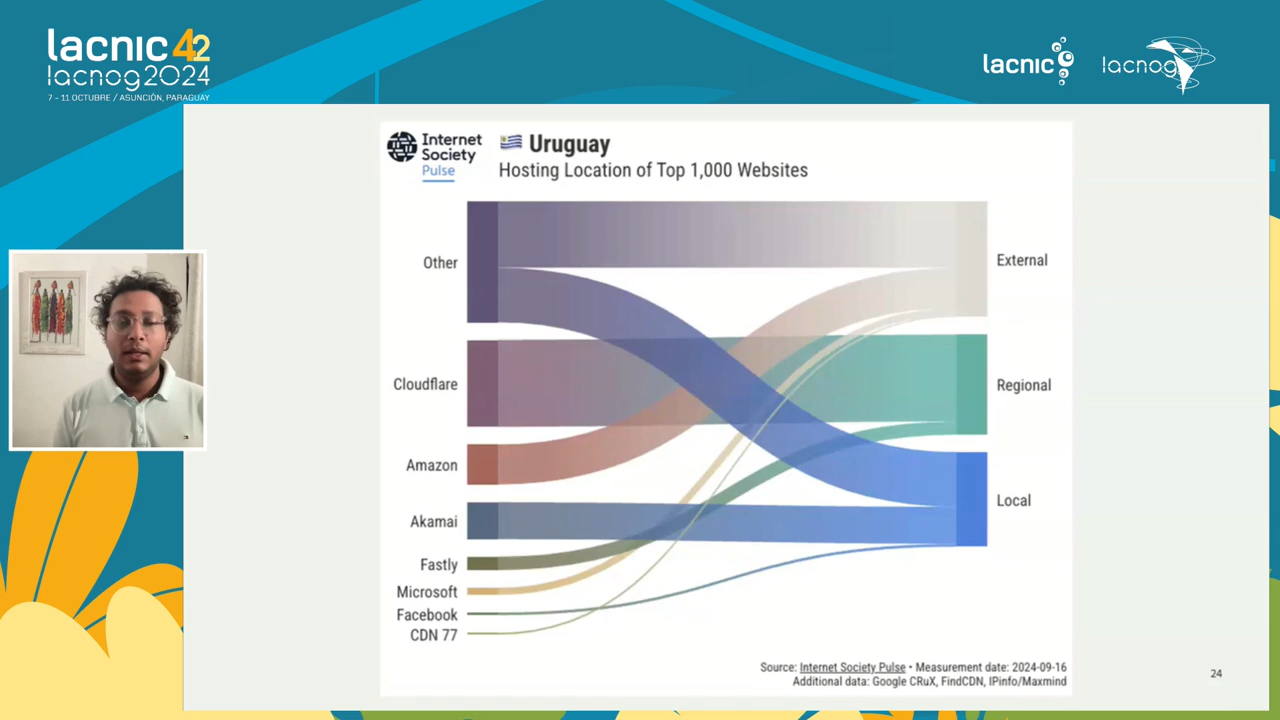 lacnic 42
lacnog2024
7 - 11 OCTUBRE / ASUNCIÓN, PARAGUAY
lacnic
lacnog
Internet
Society
Pulse
Uruguay
Hosting Location of Top 1,000 Websites
Other
External
Cloudflare
Regional
Amazon
Local
Akamai
Fastly
Microsoft
Facebook
CDN 77
Source: Internet Society Pulse • Measurement date: 2024-09-16
Additional data: Google CRuX, FindCDN, IPinfo/Maxmind
24